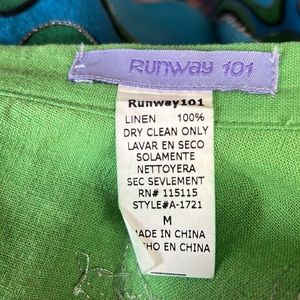 Runway 101
Runway101
LINEN 100%
DRY CLEAN ONLY
LAVAR EN SECO
SOLAMENTE
NETTOYERA
SEC SEVLEMENT
RN# 115115
STYLE#A-1721
M
MADE IN CHINA
CHO EN CHINA